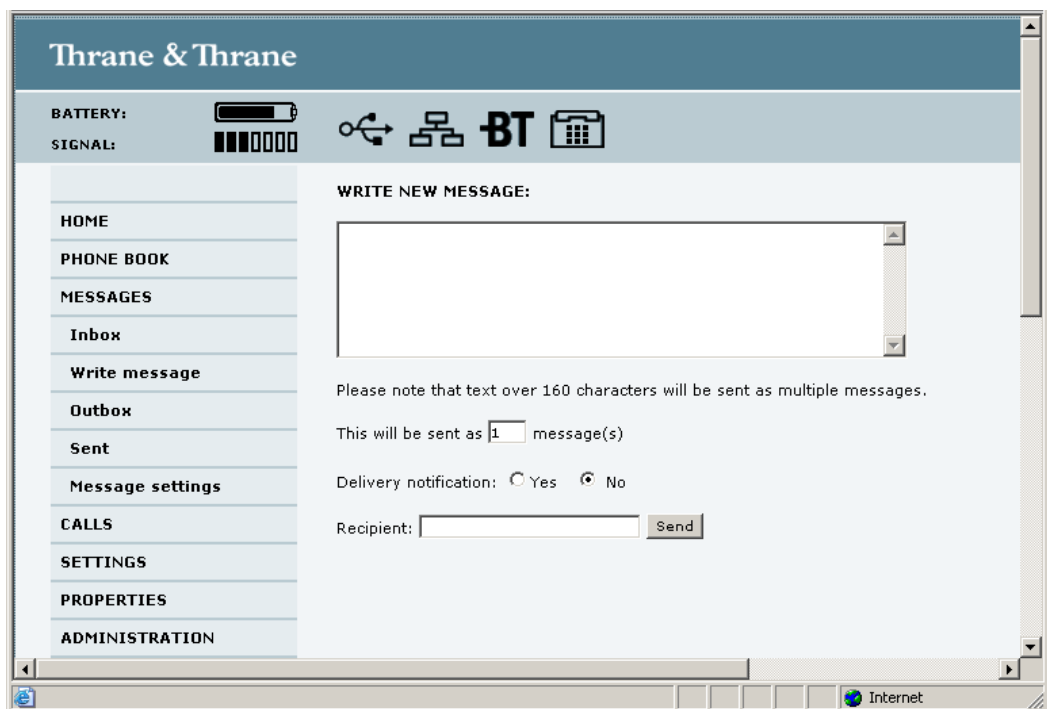 Thrane & Thrane
BATTERY:
SIGNAL:
BT
WRITE NEW MESSAGE:
HOME
PHONE BOOK
MESSAGES
Inbox
Write message
Outbox
Sent
Message settings
CALLS
SETTINGS
PROPERTIES
ADMINISTRATION
Please note that text over 160 characters will be sent as multiple messages.
This will be sent as 1 message(s)
Delivery notification: Yes No
Recipient: Send
Internet